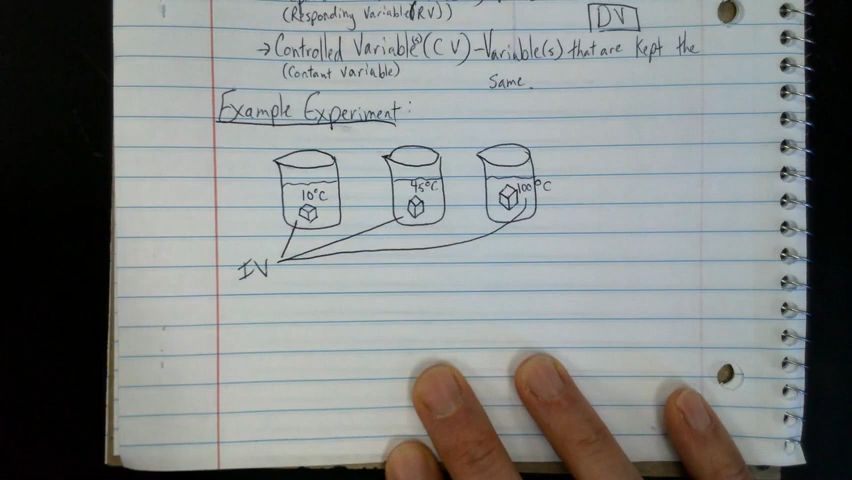 (Responding Variable(RV))
DV
→ Controlled Variable(s) (CV) - Variable(s) that are kept the
(Contant Variable)
same.
Example Experiment:
10°C
45°C
100°C
IV